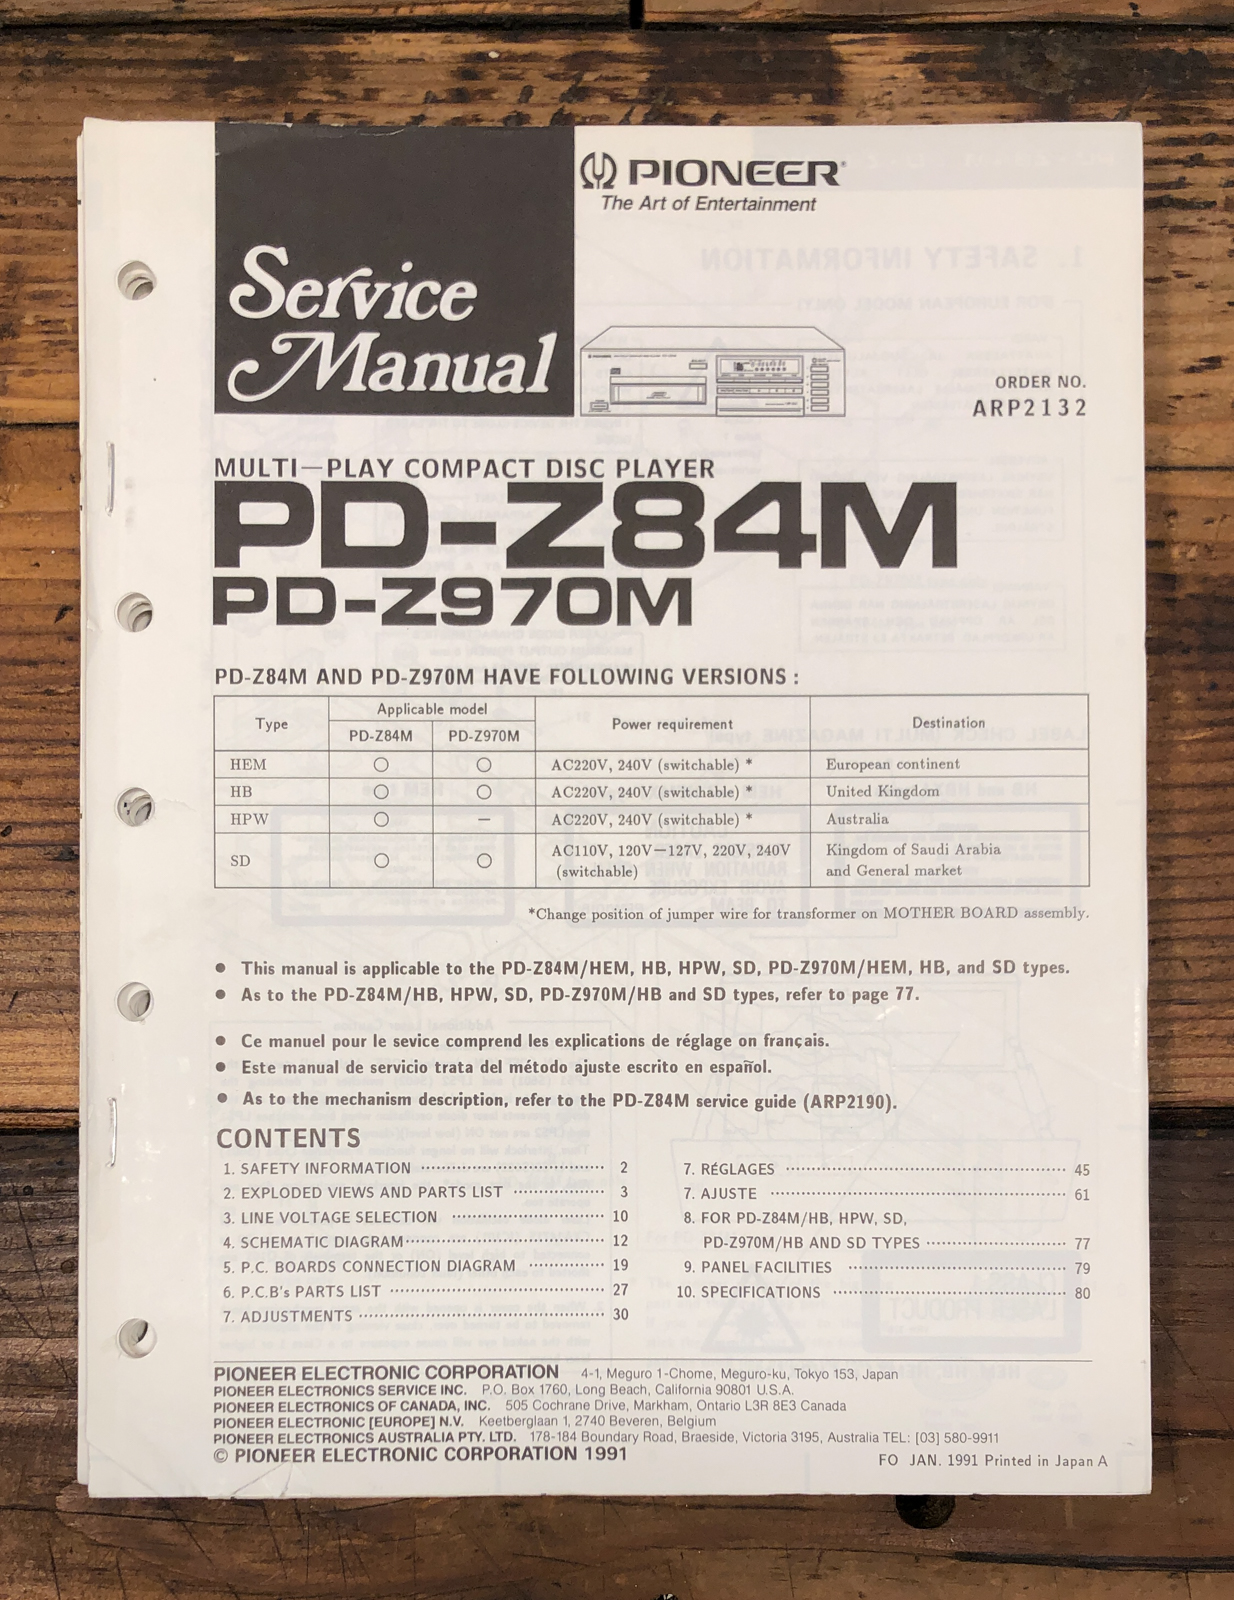 PIONEER
The Art of Entertainment
Service
Manual
ORDER NO.
ARP2132
MULTI-PLAY COMPACT DISC PLAYER
PD-Z84M
PD-Z970M
PD-Z84M AND PD-Z970M HAVE FOLLOWING VERSIONS :
Type Applicable model Power requirement Destination
PD-Z84M PD-Z970M
HEM ○ ○ AC220V, 240V (switchable) * European continent
HB ○ ○ AC220V, 240V (switchable) * United Kingdom
HPW ○ − AC220V, 240V (switchable) * Australia
SD ○ ○ AC110V, 120V−127V, 220V, 240V (switchable) Kingdom of Saudi Arabia and General market
*Change position of jumper wire for transformer on MOTHER BOARD assembly.
● This manual is applicable to the PD-Z84M/HEM, HB, HPW, SD, PD-Z970M/HEM, HB, and SD types.
● As to the PD-Z84M/HB, HPW, SD, PD-Z970M/HB and SD types, refer to page 77.
● Ce manuel pour le sevice comprend les explications de réglage on français.
● Este manual de servicio trata del método ajuste escrito en español.
● As to the mechanism description, refer to the PD-Z84M service guide (ARP2190).
CONTENTS
1. SAFETY INFORMATION ........ 2
2. EXPLODED VIEWS AND PARTS LIST ........ 3
3. LINE VOLTAGE SELECTION ........ 10
4. SCHEMATIC DIAGRAM ........ 12
5. P.C. BOARDS CONNECTION DIAGRAM ........ 19
6. P.C.B's PARTS LIST ........ 27
7. ADJUSTMENTS ........ 30
7. RÉGLAGES ........ 45
7. AJUSTE ........ 61
8. FOR PD-Z84M/HB, HPW, SD,
PD-Z970M/HB AND SD TYPES ........ 77
9. PANEL FACILITIES ........ 79
10. SPECIFICATIONS ........ 80
PIONEER ELECTRONIC CORPORATION 4-1, Meguro 1-Chome, Meguro-ku, Tokyo 153, Japan
PIONEER ELECTRONICS SERVICE INC. P.O. Box 1760, Long Beach, California 90801 U.S.A.
PIONEER ELECTRONICS OF CANADA, INC. 505 Cochrane Drive, Markham, Ontario L3R 8E3 Canada
PIONEER ELECTRONIC [EUROPE] N.V. Keetberglaan 1, 2740 Beveren, Belgium
PIONEER ELECTRONICS AUSTRALIA PTY. LTD. 178-184 Boundary Road, Braeside, Victoria 3195, Australia TEL: [03] 580-9911
© PIONEER ELECTRONIC CORPORATION 1991
FO JAN. 1991 Printed in Japan A